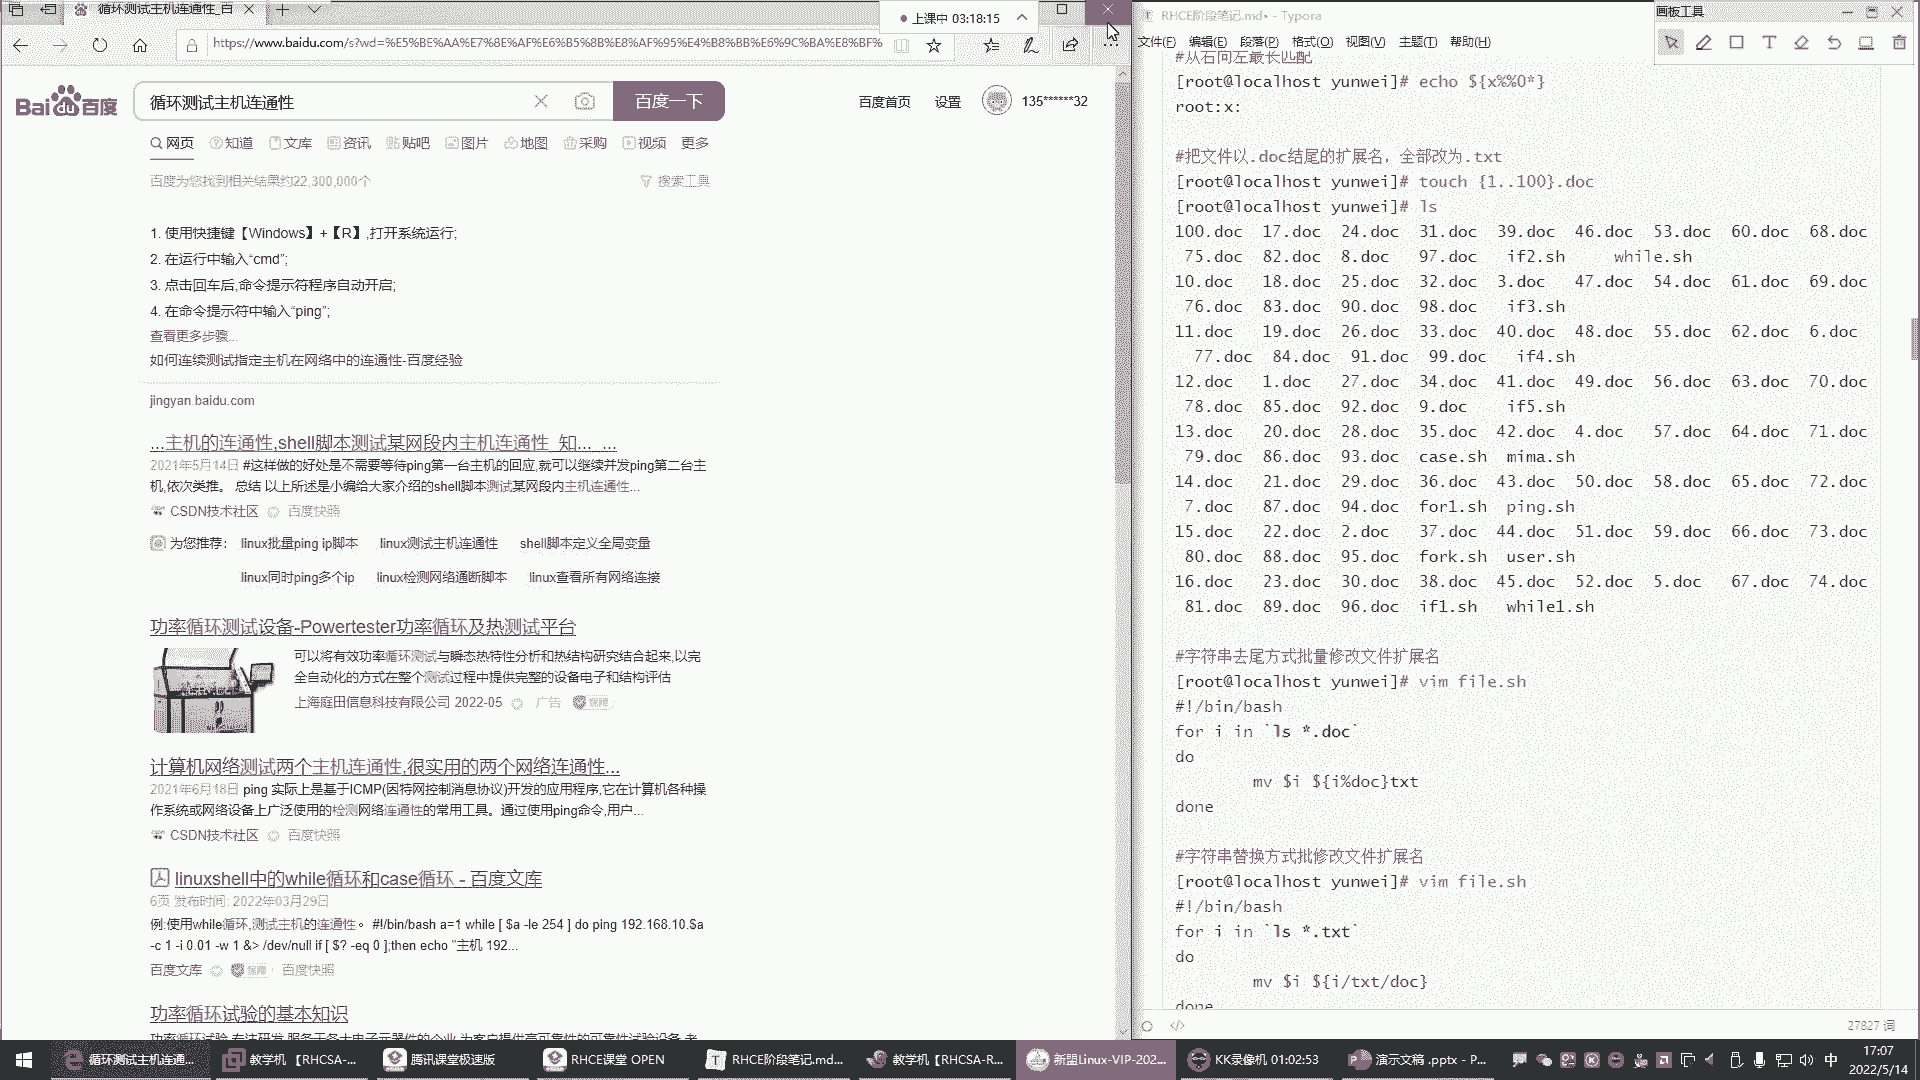 循环测试主机连通性_百
上课中 03:18:15
https://www.baidu.com/s?wd=%E5%BE%AA%E7%8E%AF%E6%B5%8B%E8%AF%95%E4%B8%BB%E6%9C%BA%E8%BF%
Bai du 百度
循环测试主机连通性
百度一下
百度首页 设置 135******32
网页 知道 文库 资讯 贴吧 图片 地图 采购 视频 更多
百度为您找到相关结果约22,300,000个 搜索工具
1. 使用快捷键【Windows】+【R】,打开系统运行;
2. 在运行中输入“cmd”;
3. 点击回车后,命令提示符程序自动开启;
4. 在命令提示符中输入“ping”;
查看更多步骤...
如何连续测试指定主机在网络中的连通性-百度经验
jingyan.baidu.com
...主机的连通性,shell脚本测试某网段内主机连通性_知..._...
2021年5月14日 #这样做的好处是不需要等待ping第一台主机的回应,就可以继续并发ping第二台主
机,依次类推。 总结 以上所述是小编给大家介绍的shell脚本测试某网段内主机连通性...
CSDN技术社区 百度快照
为您推荐: linux批量ping ip脚本 linux测试主机连通性 shell脚本定义全局变量
linux同时ping多个ip linux检测网络通断脚本 linux查看所有网络连接
功率循环测试设备-Powertester功率循环及热测试平台
可以将有效功率循环测试与瞬态热特性分析和热结构研究结合起来,以完
全自动化的方式在整个测试过程中提供完整的设备电子和结构评估
上海庭田信息科技有限公司 2022-05 广告 保障
计算机网络测试两个主机连通性,很实用的两个网络连通性...
2021年6月18日 ping 实际上是基于ICMP(因特网控制消息协议)开发的应用程序,它在计算机各种操
作系统或网络设备上广泛使用的检测网络连通性的常用工具。通过使用ping命令,用户...
CSDN技术社区 百度快照
linuxshell中的while循环和case循环 - 百度文库
6页 发布时间: 2022年03月29日
例:使用while循环,测试主机的连通性。 #!/bin/bash a=1 while [ $a -le 254 ] do ping 192.168.10.$a
-c 1 -i 0.01 -w 1 &> /dev/null if [ $? -eq 0 ];then echo "主机 192...
百度文库 保障 百度快照
功率循环试验的基本知识
RHCE阶段笔记.md• - Typora
画板工具
文件(F) 编辑(E) 段落(P) 格式(O) 视图(V) 主题(T) 帮助(H)
#从右向左最长匹配
[root@localhost yunwei]# echo ${x%%0*}
root:x:
#把文件以.doc结尾的扩展名，全部改为.txt
[root@localhost yunwei]# touch {1..100}.doc
[root@localhost yunwei]# ls
100.doc 17.doc 24.doc 31.doc 39.doc 46.doc 53.doc 60.doc 68.doc
75.doc 82.doc 8.doc 97.doc if2.sh while.sh
10.doc 18.doc 25.doc 32.doc 3.doc 47.doc 54.doc 61.doc 69.doc
76.doc 83.doc 90.doc 98.doc if3.sh
11.doc 19.doc 26.doc 33.doc 40.doc 48.doc 55.doc 62.doc 6.doc
77.doc 84.doc 91.doc 99.doc if4.sh
12.doc 1.doc 27.doc 34.doc 41.doc 49.doc 56.doc 63.doc 70.doc
78.doc 85.doc 92.doc 9.doc if5.sh
13.doc 20.doc 28.doc 35.doc 42.doc 4.doc 57.doc 64.doc 71.doc
79.doc 86.doc 93.doc case.sh mima.sh
14.doc 21.doc 29.doc 36.doc 43.doc 50.doc 58.doc 65.doc 72.doc
7.doc 87.doc 94.doc for1.sh ping.sh
15.doc 22.doc 2.doc 37.doc 44.doc 51.doc 59.doc 66.doc 73.doc
80.doc 88.doc 95.doc fork.sh user.sh
16.doc 23.doc 30.doc 38.doc 45.doc 52.doc 5.doc 67.doc 74.doc
81.doc 89.doc 96.doc if1.sh while1.sh
#字符串去尾方式批量修改文件扩展名
[root@localhost yunwei]# vim file.sh
#!/bin/bash
for i in `ls *.doc`
do
mv $i ${i%doc}txt
done
#字符串替换方式批修改文件扩展名
[root@localhost yunwei]# vim file.sh
#!/bin/bash
for i in `ls *.txt`
do
mv $i ${i/txt/doc}
done
27827 词
循环测试主机连通... 教学机【RHCSA-... 腾讯课堂极速版 RHCE课堂 OPEN RHCE阶段笔记.md... 教学机【RHCSA-R... 新盟Linux-VIP-202... KK录像机 01:02:53 演示文稿 .pptx - P... 中 17:07
2022/5/14